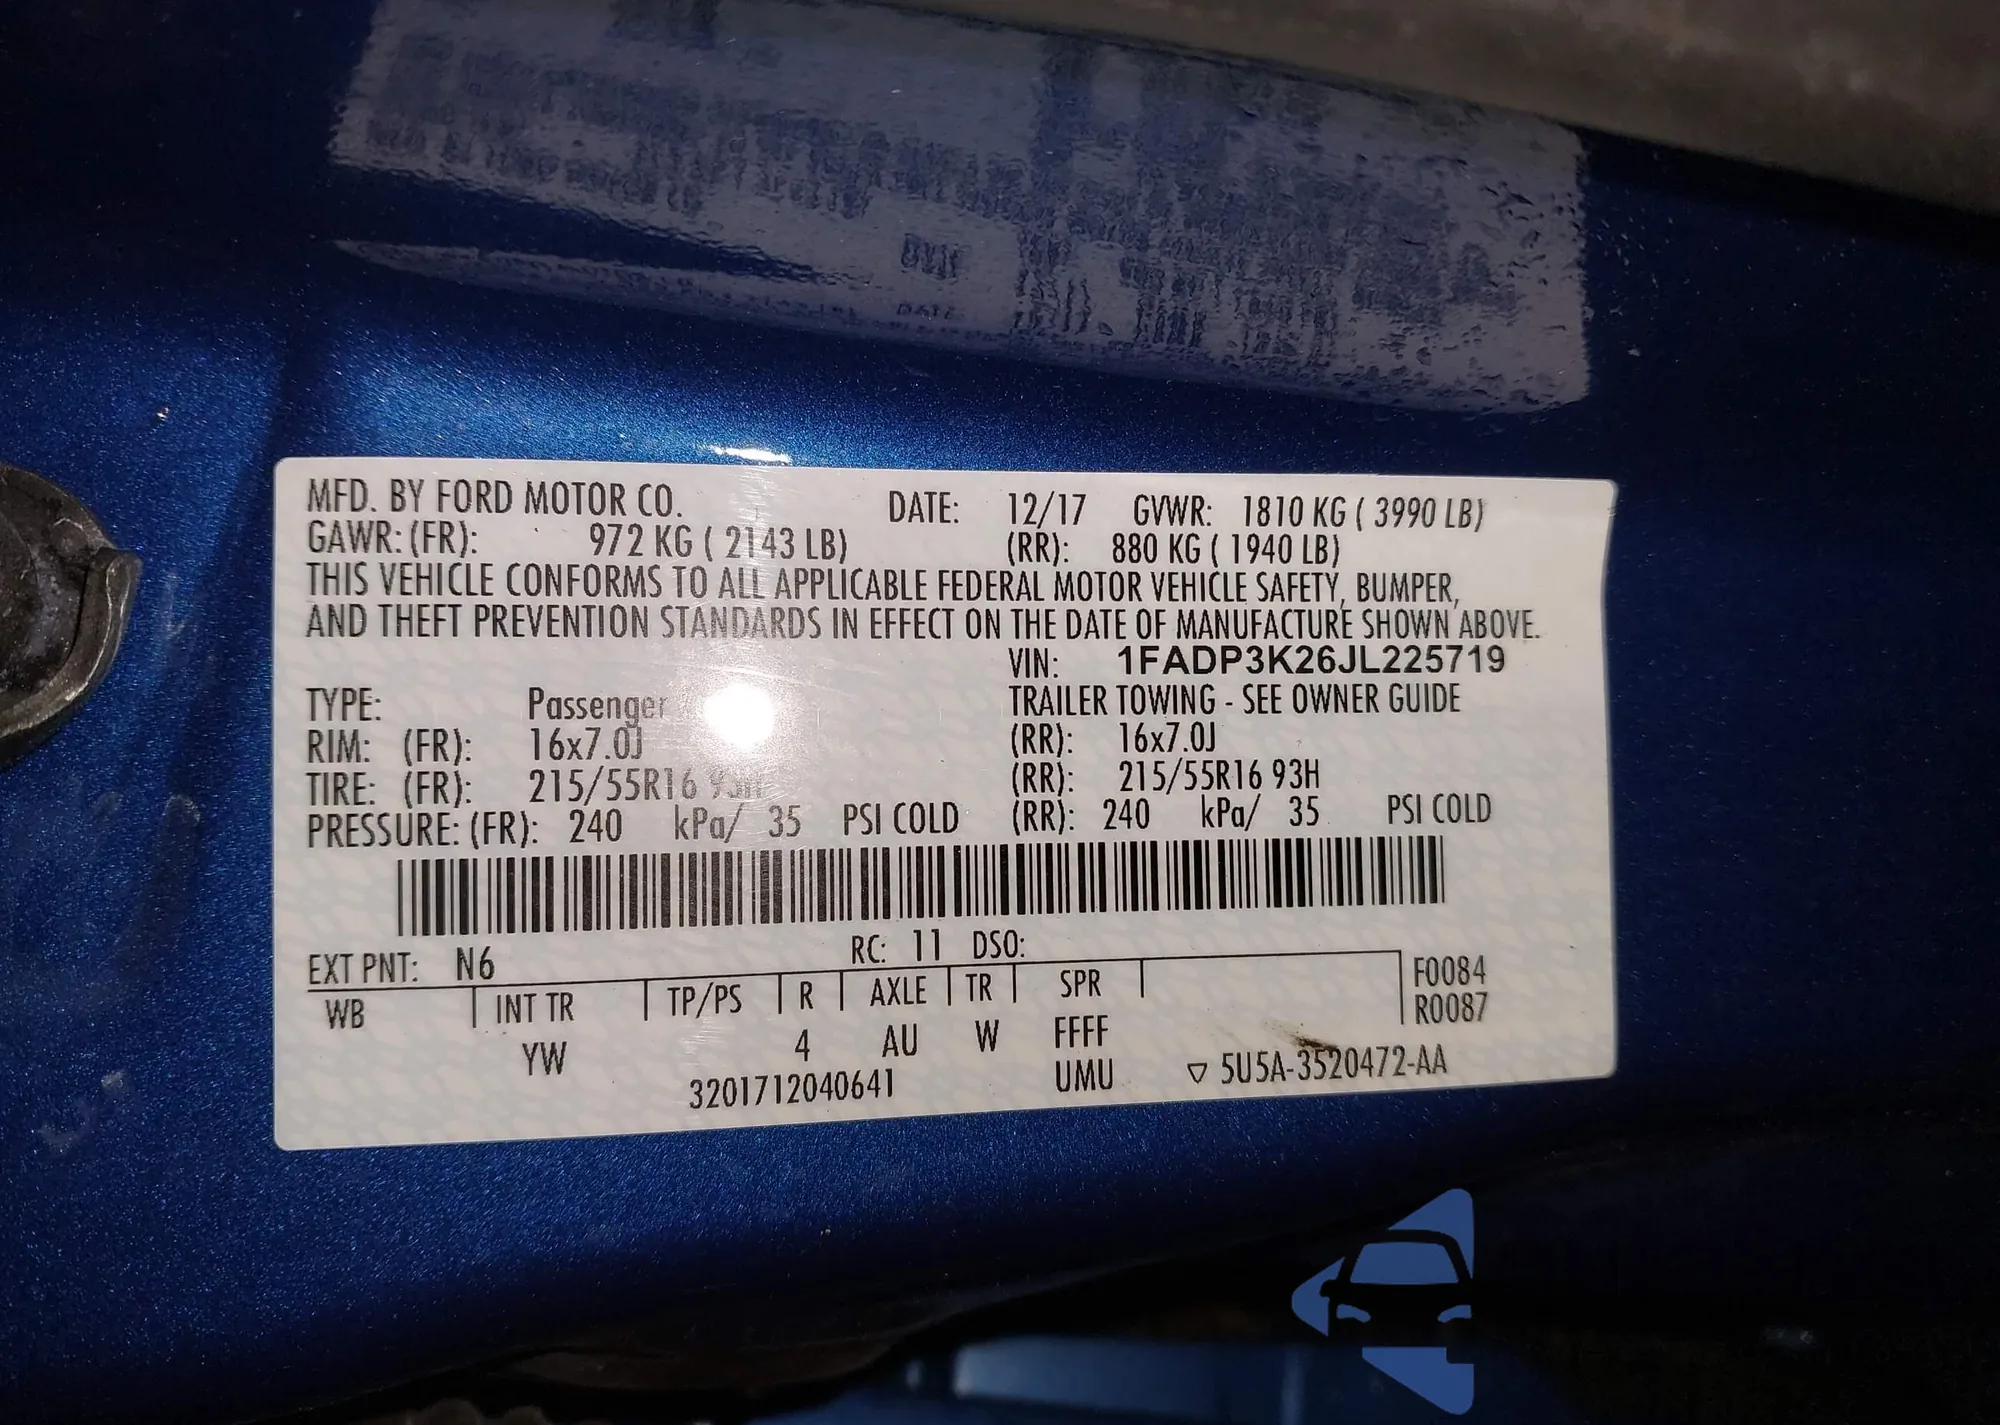 MFD. BY FORD MOTOR CO. DATE: 12/17 GVWR: 1810 KG ( 3990 LB)
GAWR: (FR): 972 KG ( 2143 LB) (RR): 880 KG ( 1940 LB)
THIS VEHICLE CONFORMS TO ALL APPLICABLE FEDERAL MOTOR VEHICLE SAFETY, BUMPER,
AND THEFT PREVENTION STANDARDS IN EFFECT ON THE DATE OF MANUFACTURE SHOWN ABOVE.
VIN: 1FADP3K26JL225719
TYPE: Passenger TRAILER TOWING - SEE OWNER GUIDE
RIM: (FR): 16x7.0J (RR): 16x7.0J
TIRE: (FR): 215/55R16 93H (RR): 215/55R16 93H
PRESSURE: (FR): 240 kPa/ 35 PSI COLD (RR): 240 kPa/ 35 PSI COLD
EXT PNT: N6 RC: 11 DSO:
WB INT TR TP/PS R AXLE TR SPR F0084
R0087
YW 4 AU W FFFF
3201712040641 UMU ▽ 5U5A-3520472-AA